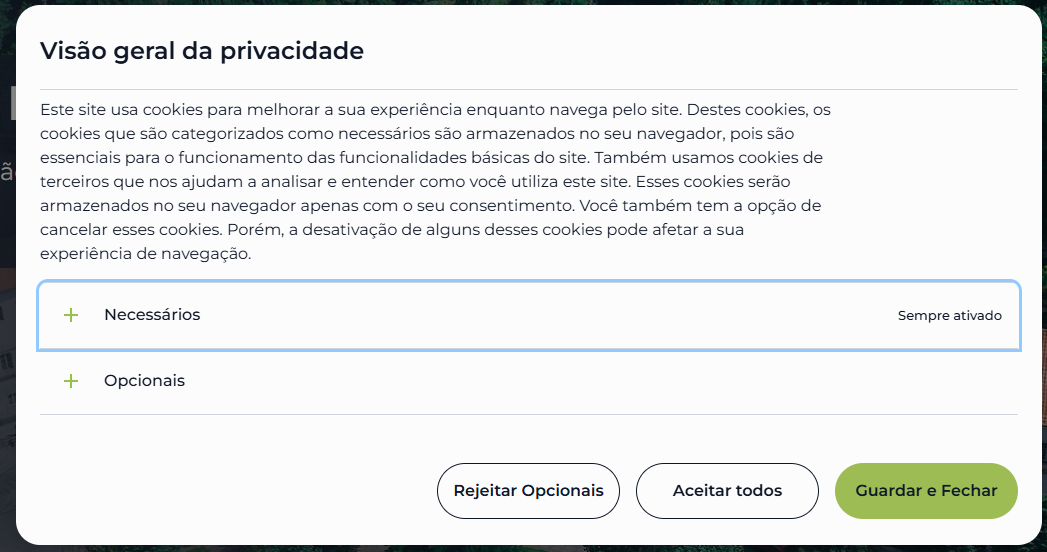 Visão geral da privacidade
Este site usa cookies para melhorar a sua experiência enquanto navega pelo site. Destes cookies, os
cookies que são categorizados como necessários são armazenados no seu navegador, pois são
essenciais para o funcionamento das funcionalidades básicas do site. Também usamos cookies de
terceiros que nos ajudam a analisar e entender como você utiliza este site. Esses cookies serão
armazenados no seu navegador apenas com o seu consentimento. Você também tem a opção de
cancelar esses cookies. Porém, a desativação de alguns desses cookies pode afetar a sua
experiência de navegação.
Necessários
Sempre ativado
Opcionais
Rejeitar Opcionais
Aceitar todos
Guardar e Fechar